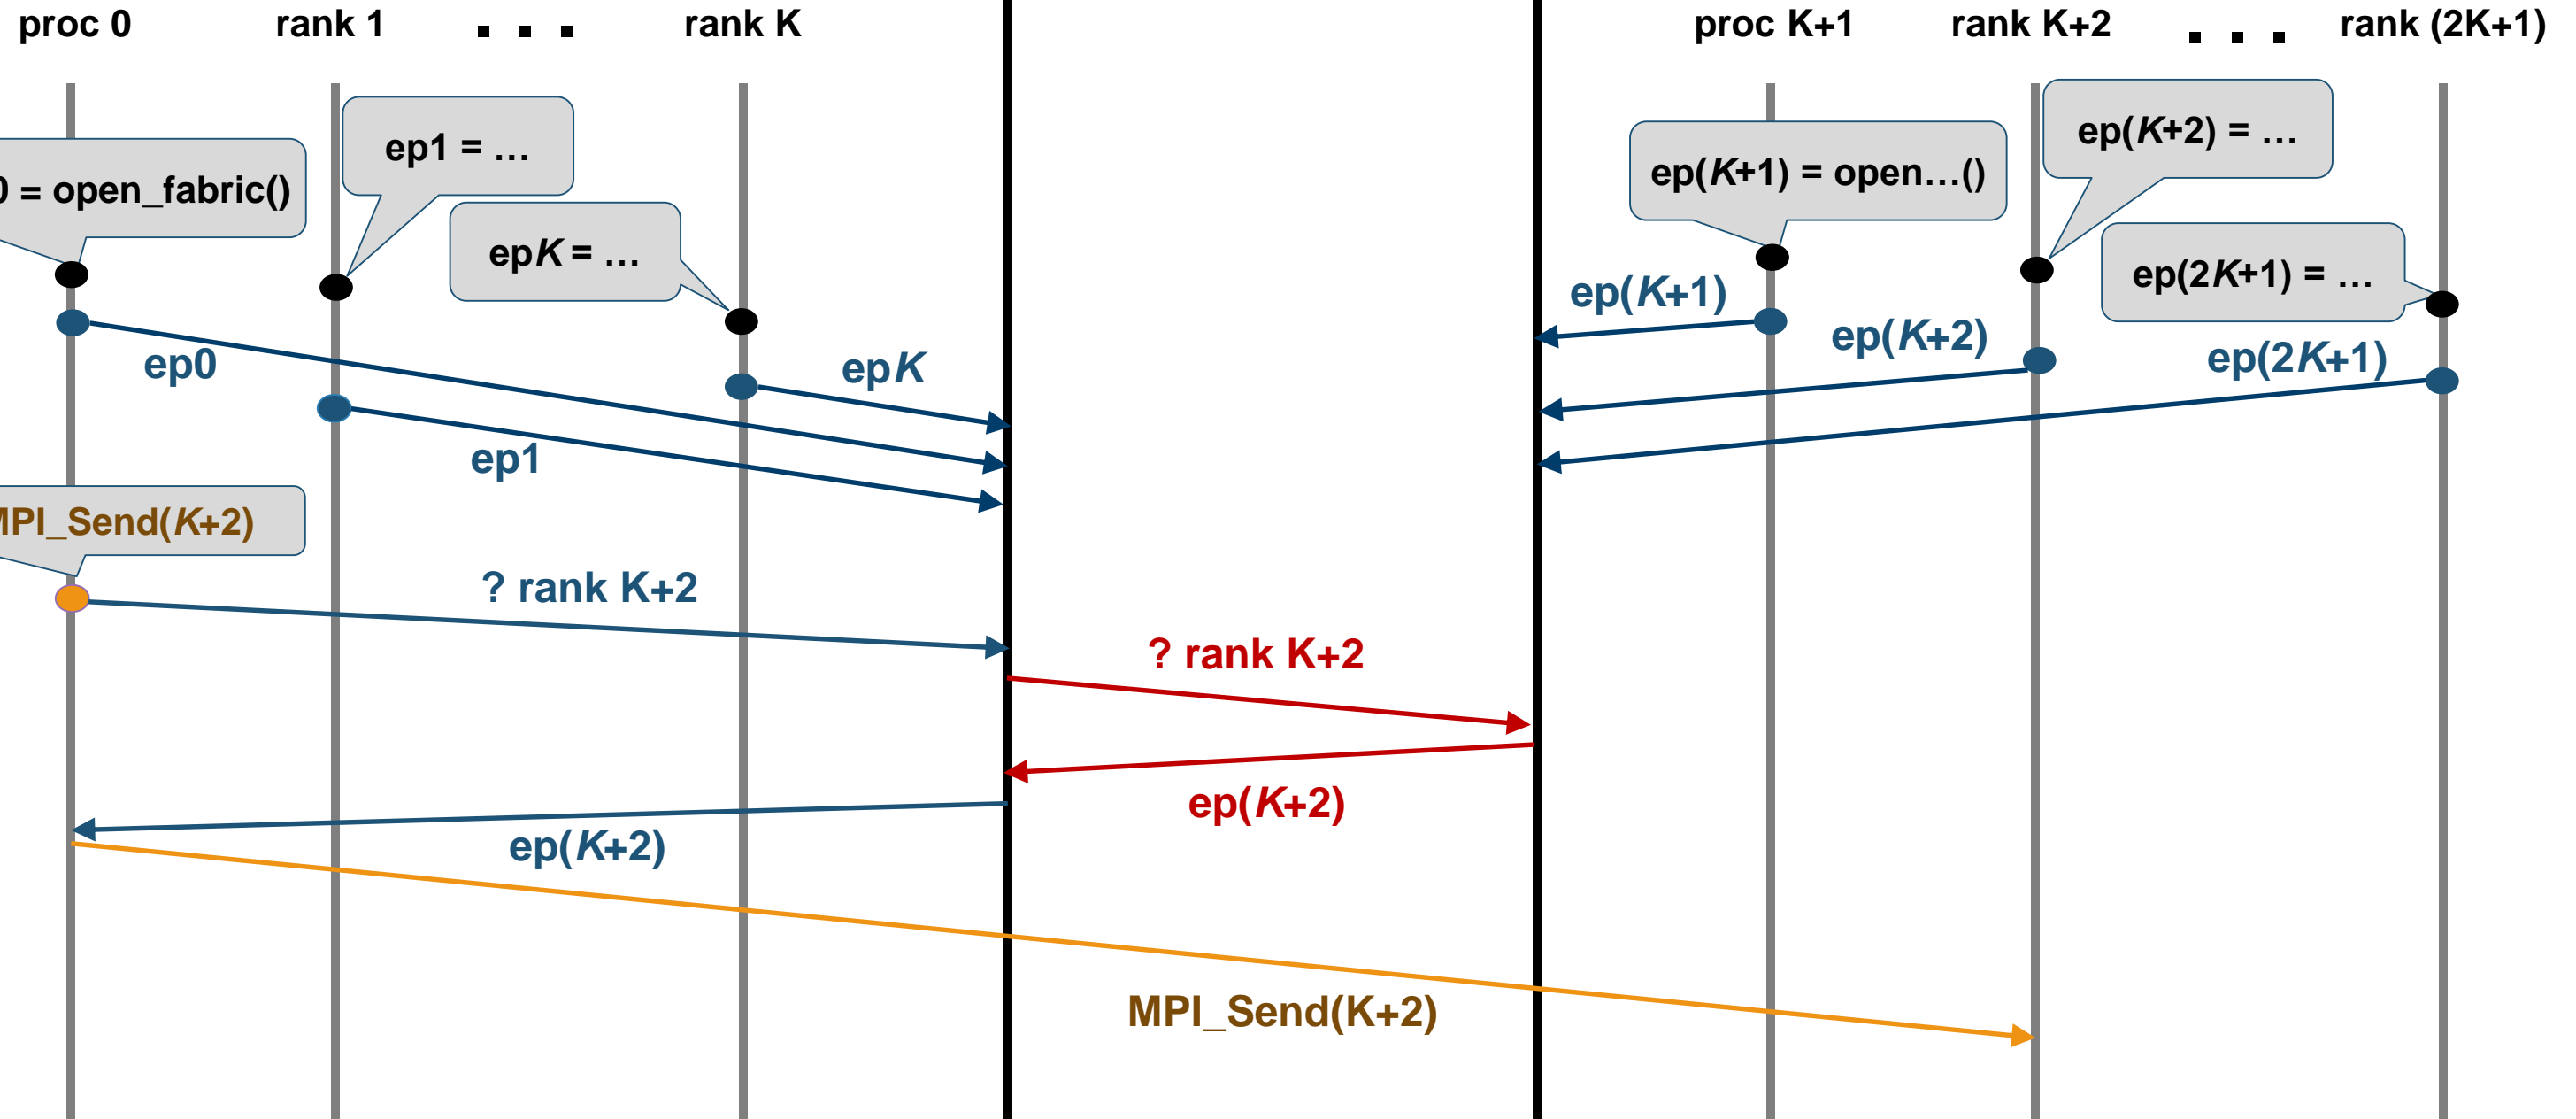 proc 0
rank 1
. . .
rank K
proc K+1
rank K+2
. . .
rank (2K+1)
ep1 = …
ep(K+2) = …
0 = open_fabric()
ep(K+1) = open…()
epK = …
ep(2K+1) = …
ep(K+1)
ep(K+2)
ep(2K+1)
ep0
epK
ep1
MPI_Send(K+2)
? rank K+2
? rank K+2
ep(K+2)
ep(K+2)
MPI_Send(K+2)